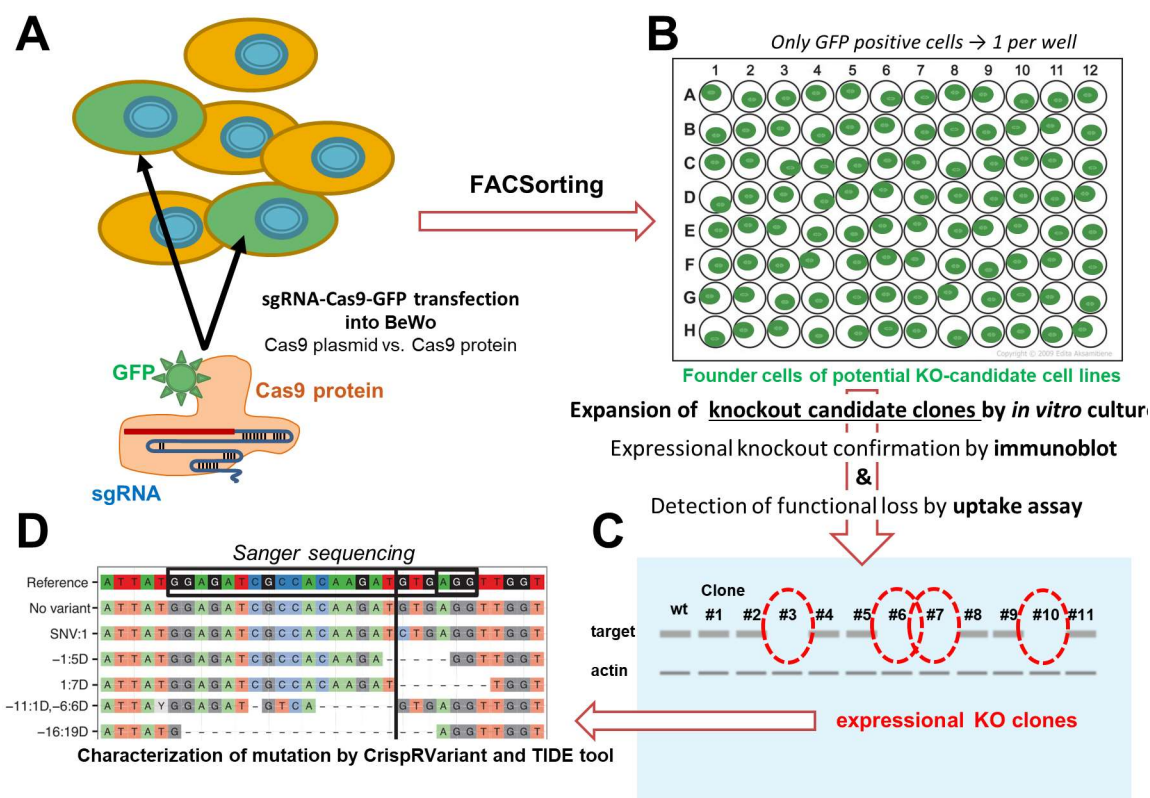 A
sgRNA-Cas9-GFP transfection
into BeWo
Cas9 plasmid vs. Cas9 protein
GFP
Cas9 protein
sgRNA
FACSorting
B
Only GFP positive cells → 1 per well
1 2 3 4 5 6 7 8 9 10 11 12
A
B
C
D
E
F
G
H
Copyright © 2009 Edita Aksamitiene
Founder cells of potential KO-candidate cell lines
Expansion of knockout candidate clones by in vitro cultur
Expressional knockout confirmation by immunoblot
&
Detection of functional loss by uptake assay
C
Clone
wt #1 #2 #3 #4 #5 #6 #7 #8 #9 #10 #11
target
actin
expressional KO clones
D
Sanger sequencing
Reference A T T A T G G A G A T C G C C A C A A G A T G T G A G G T T G G T
No variant A T T A T G G A G A T C G C C A C A A G A T G T G A G G T T G G T
SNV:1 A T T A T G G A G A T C G C C A C A A G A T C T G A G G T T G G T
−1:5D A T T A T G G A G A T C G C C A C A A G A - - - - - G G T T G G T
1:7D A T T A T G G A G A T C G C C A C A A G A T - - - - - - - T G G T
−11:1D,−6:6D A T T A Y G G A G A T - G T C A - - - - - - G T G A G G T T G G T
−16:19D A T T A T G - - - - - - - - - - - - - - - - - - - A G G T T G G T
Characterization of mutation by CrispRVariant and TIDE tool